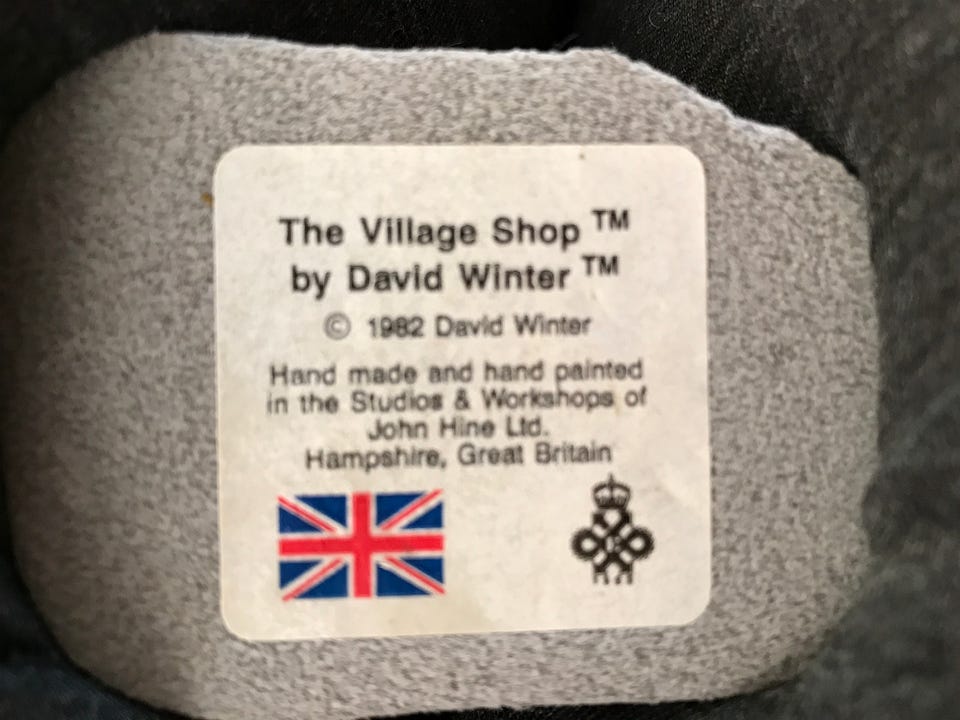 The Village Shop ™
by David Winter ™
© 1982 David Winter
Hand made and hand painted
in the Studios & Workshops of
John Hine Ltd.
Hampshire, Great Britain